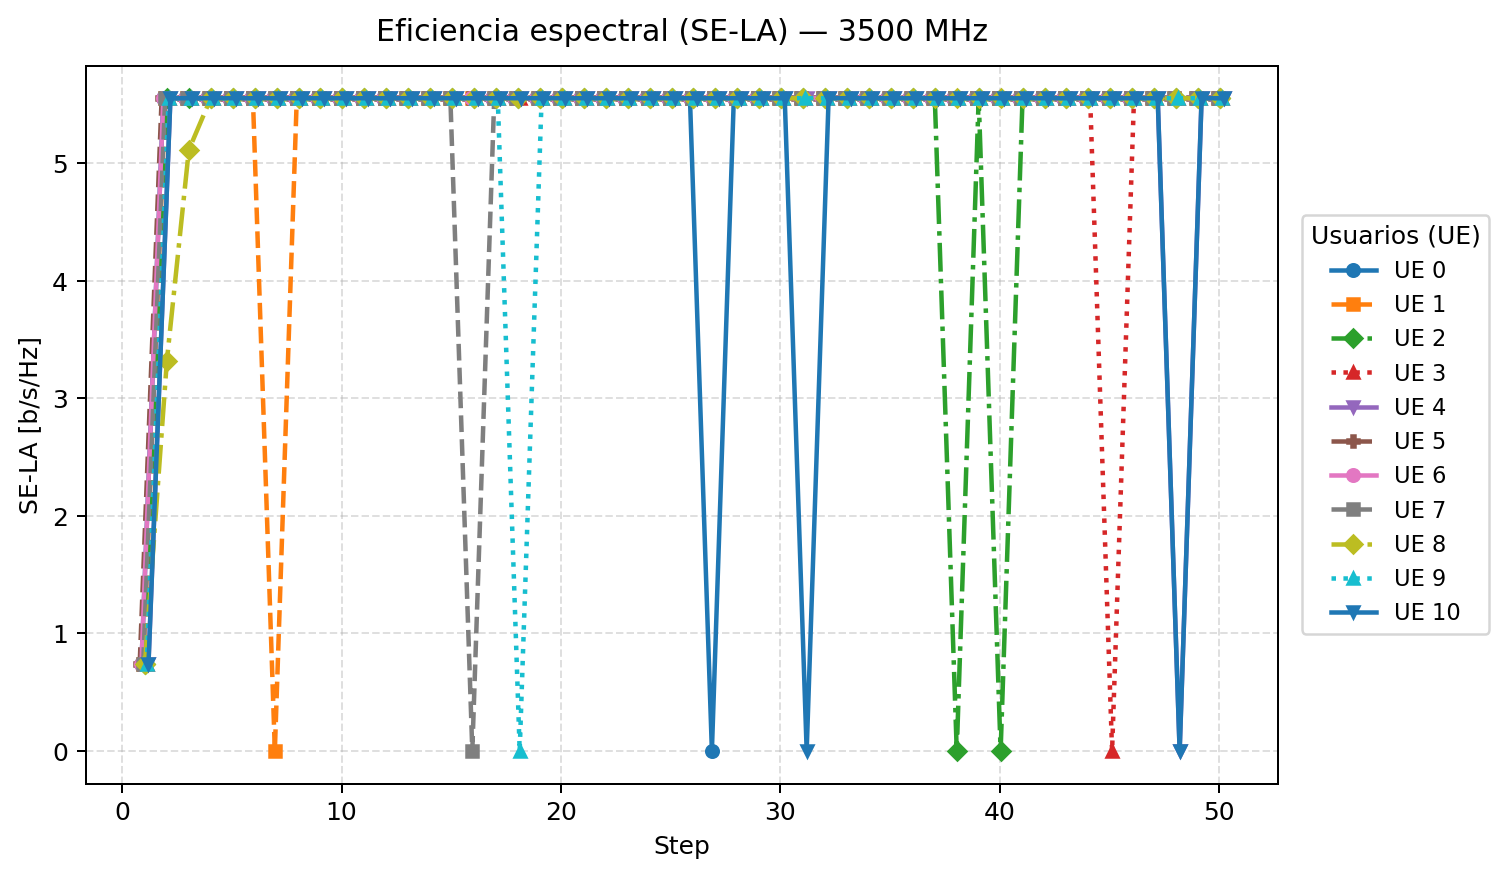 Eficiencia espectral (SE-LA) — 3500 MHz
SE-LA [b/s/Hz]
5
4
3
2
1
0
0
10
20
30
40
50
Step
Usuarios (UE)
UE 0
UE 1
UE 2
UE 3
UE 4
UE 5
UE 6
UE 7
UE 8
UE 9
UE 10